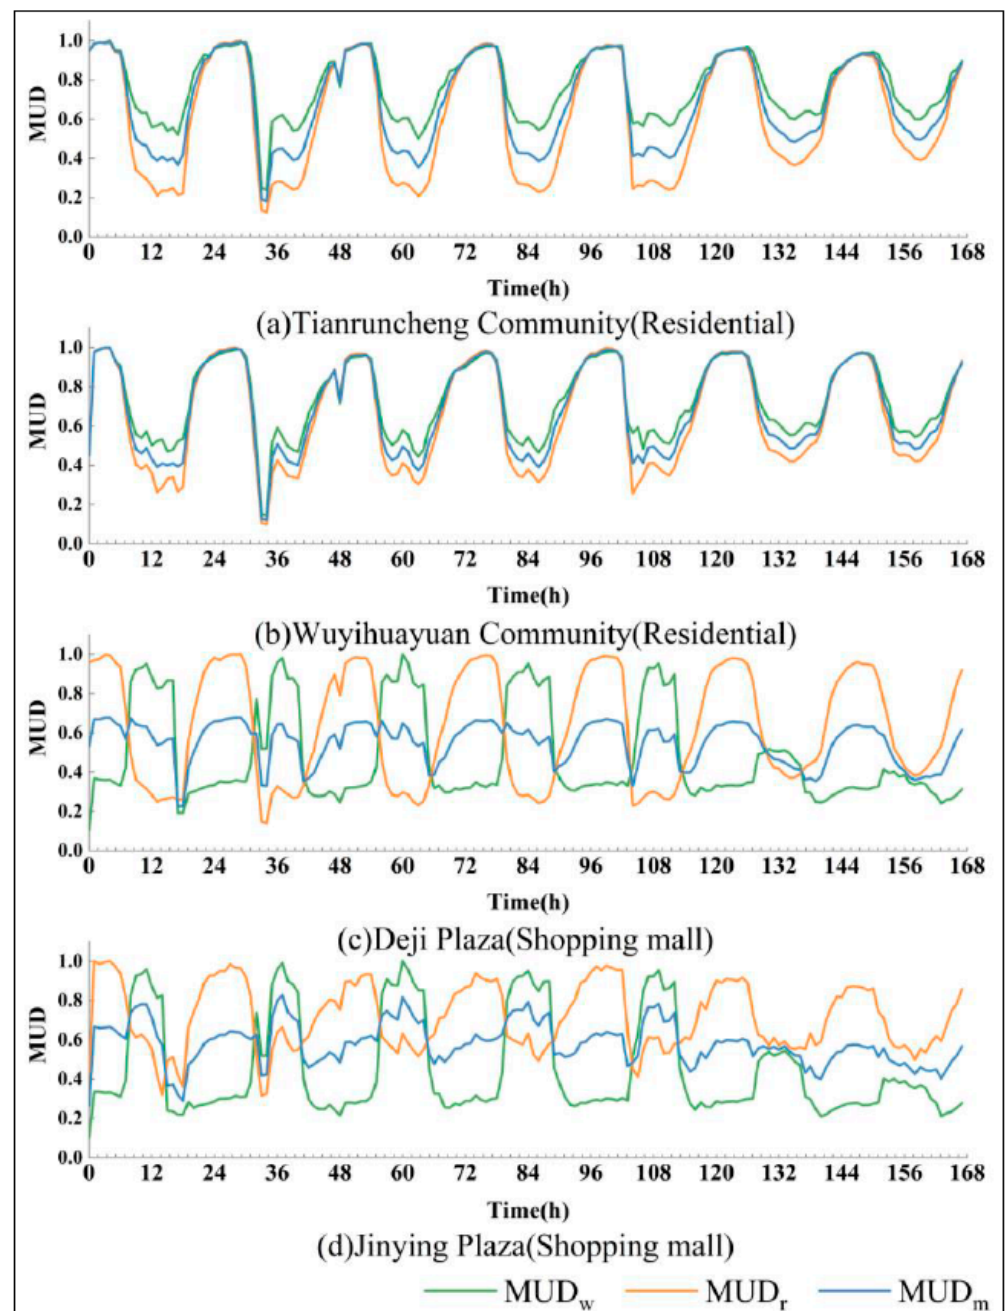 1.0
0.8
0.6
0.4
0.2
0.0
MUD
0 12 24 36 48 60 72 84 96 108 120 132 144 156 168
Time(h)
(a)Tianruncheng Community(Residential)
1.0
0.8
0.6
0.4
0.2
0.0
MUD
0 12 24 36 48 60 72 84 96 108 120 132 144 156 168
Time(h)
(b)Wuyihuayuan Community(Residential)
1.0
0.8
0.6
0.4
0.2
0.0
MUD
0 12 24 36 48 60 72 84 96 108 120 132 144 156 168
Time(h)
(c)Deji Plaza(Shopping mall)
1.0
0.8
0.6
0.4
0.2
0.0
MUD
0 12 24 36 48 60 72 84 96 108 120 132 144 156 168
Time(h)
(d)Jinying Plaza(Shopping mall)
MUDw MUDr MUDm